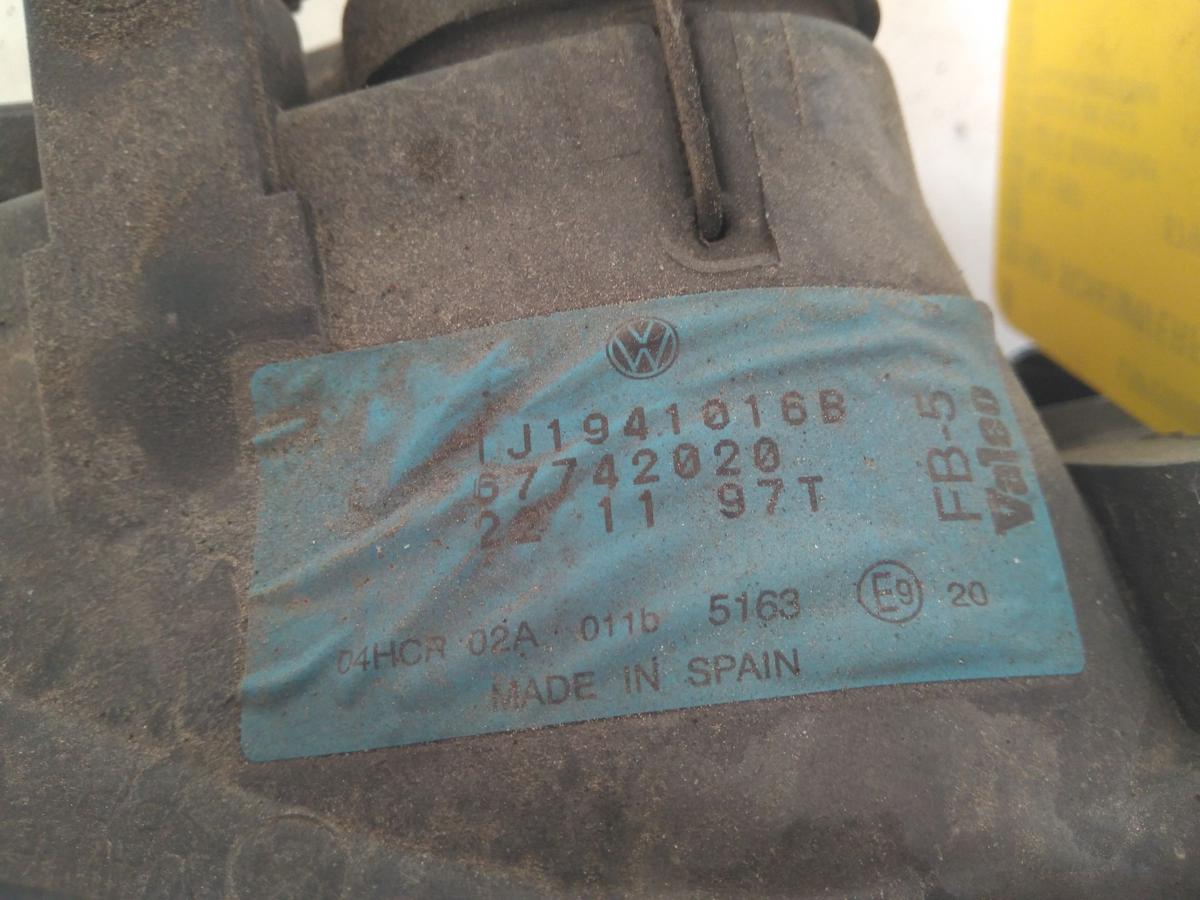 1J1941016B
67742020
22 11 97T
FB-5
Valeo
04HCR 02A 011b 5163 E9 20
MADE IN SPAIN